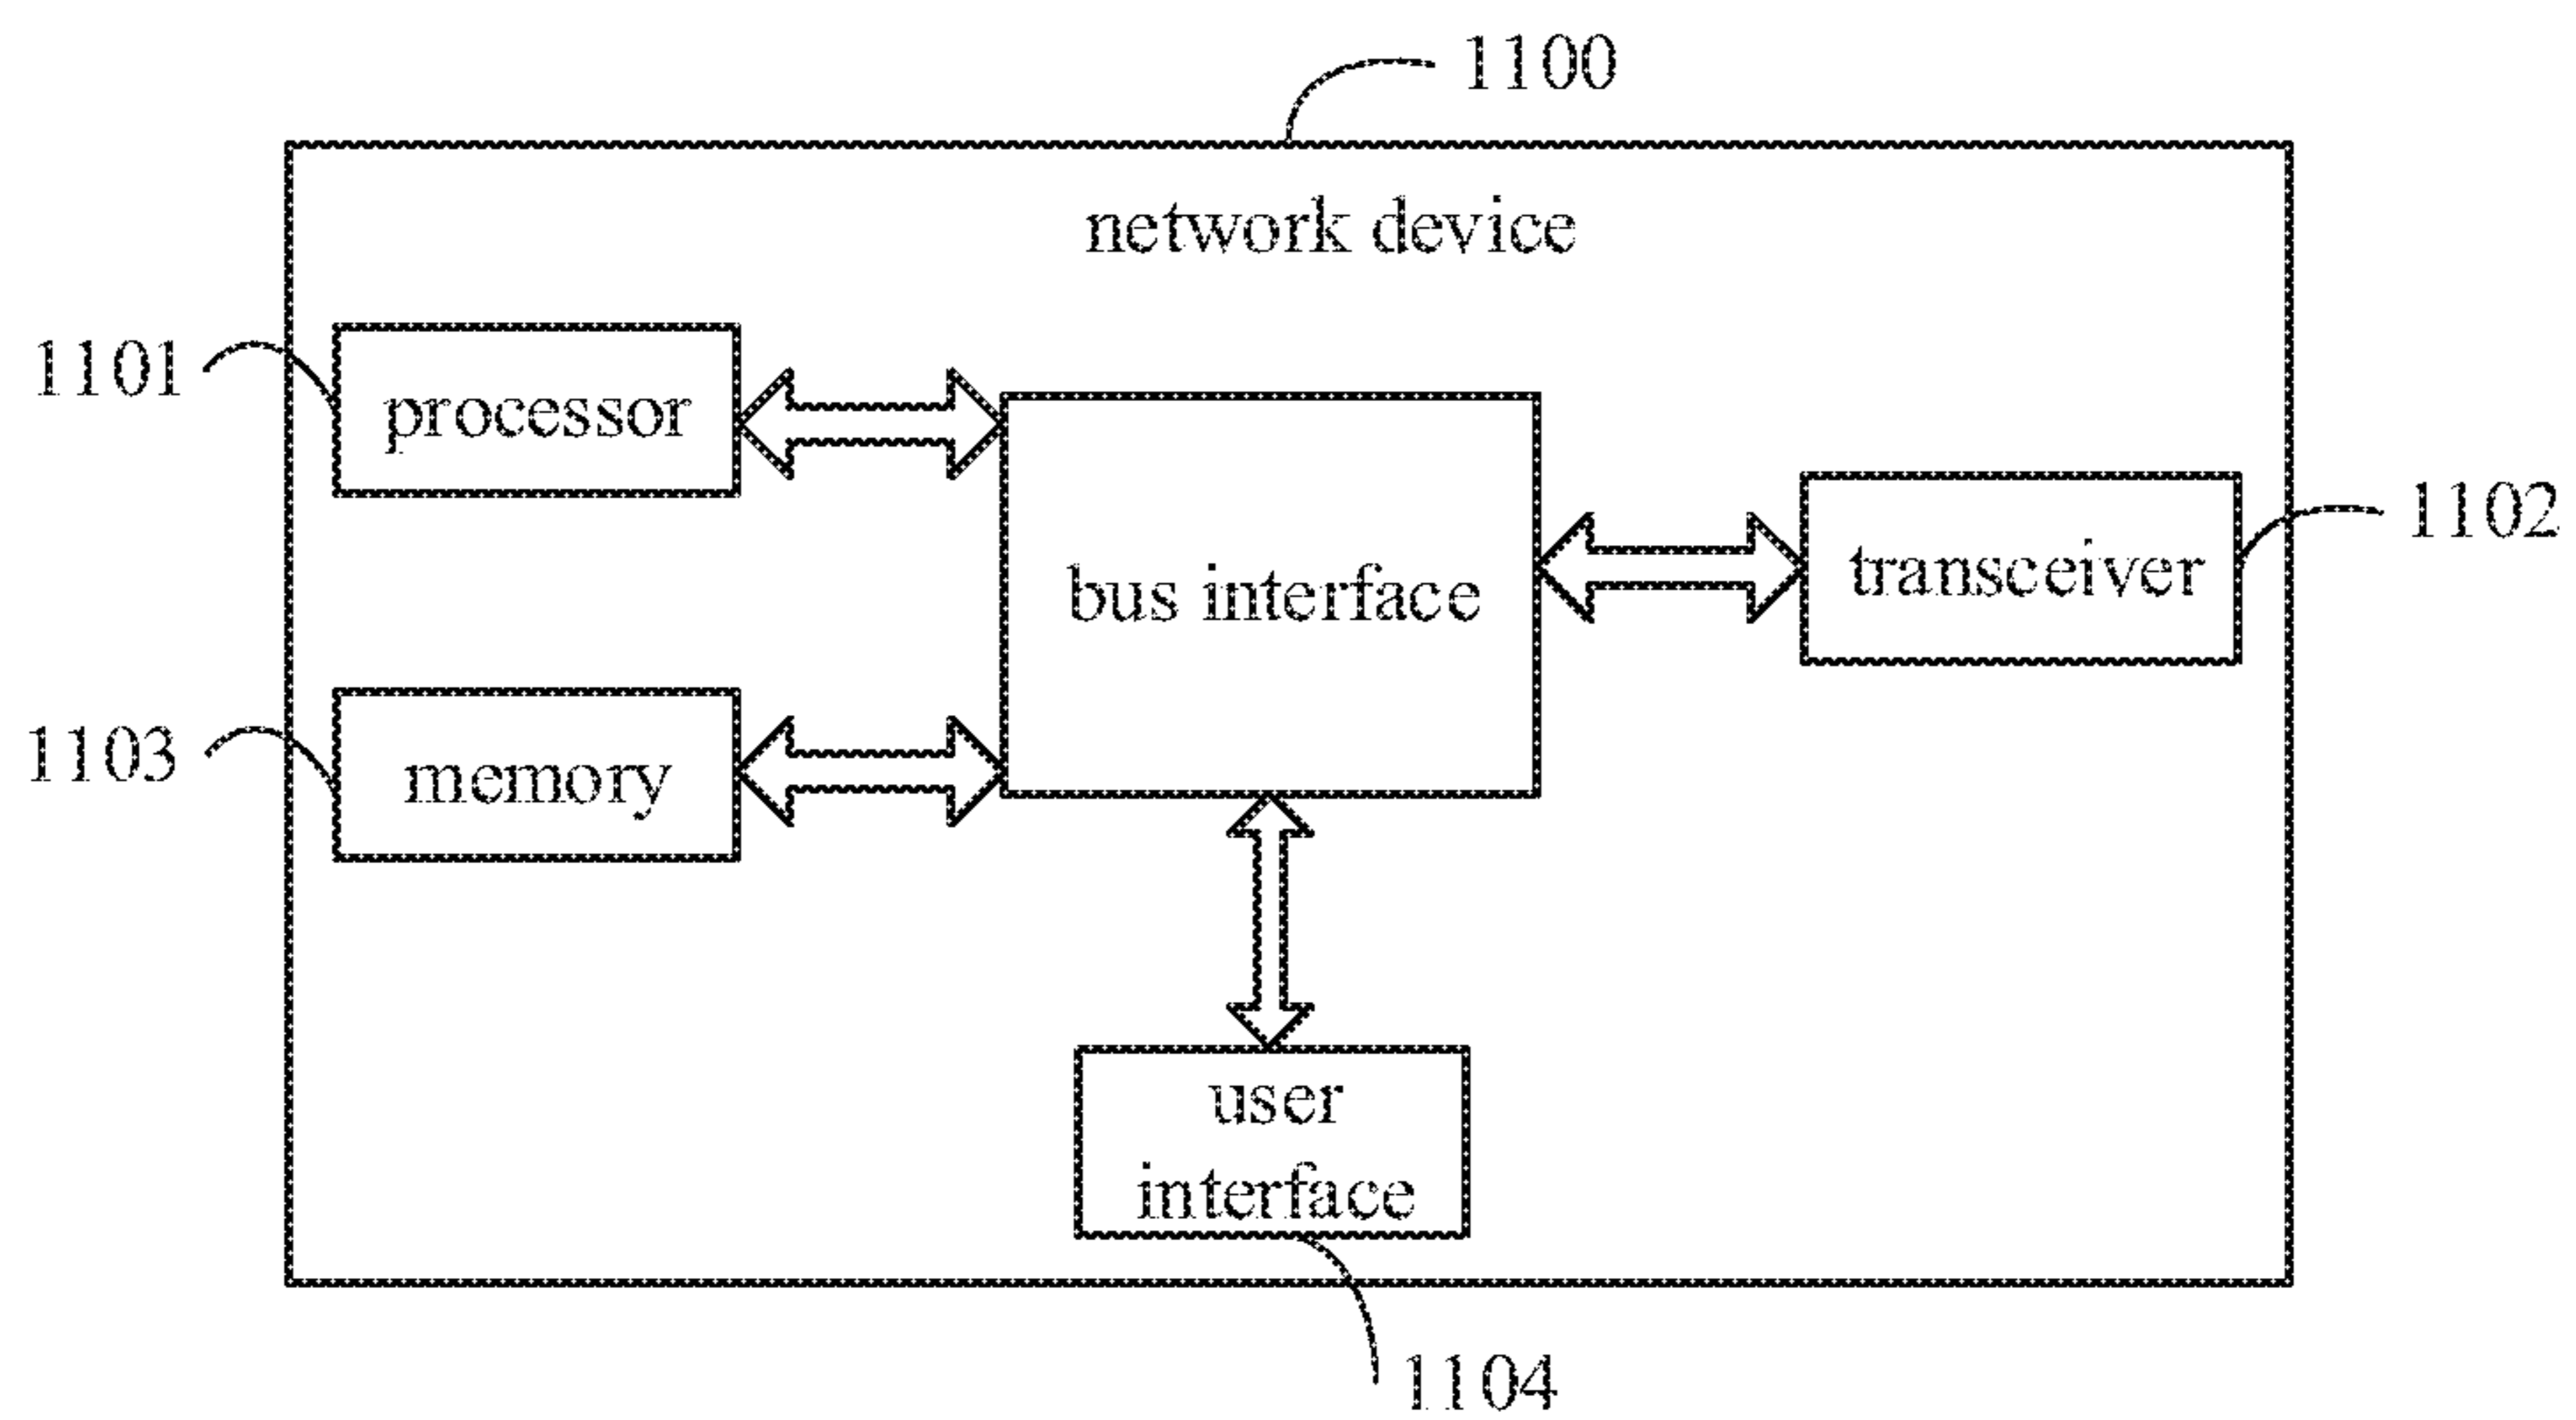 1100
network device
1101
processor
bus interface
transceiver
1102
1103
memory
user
interface
1104